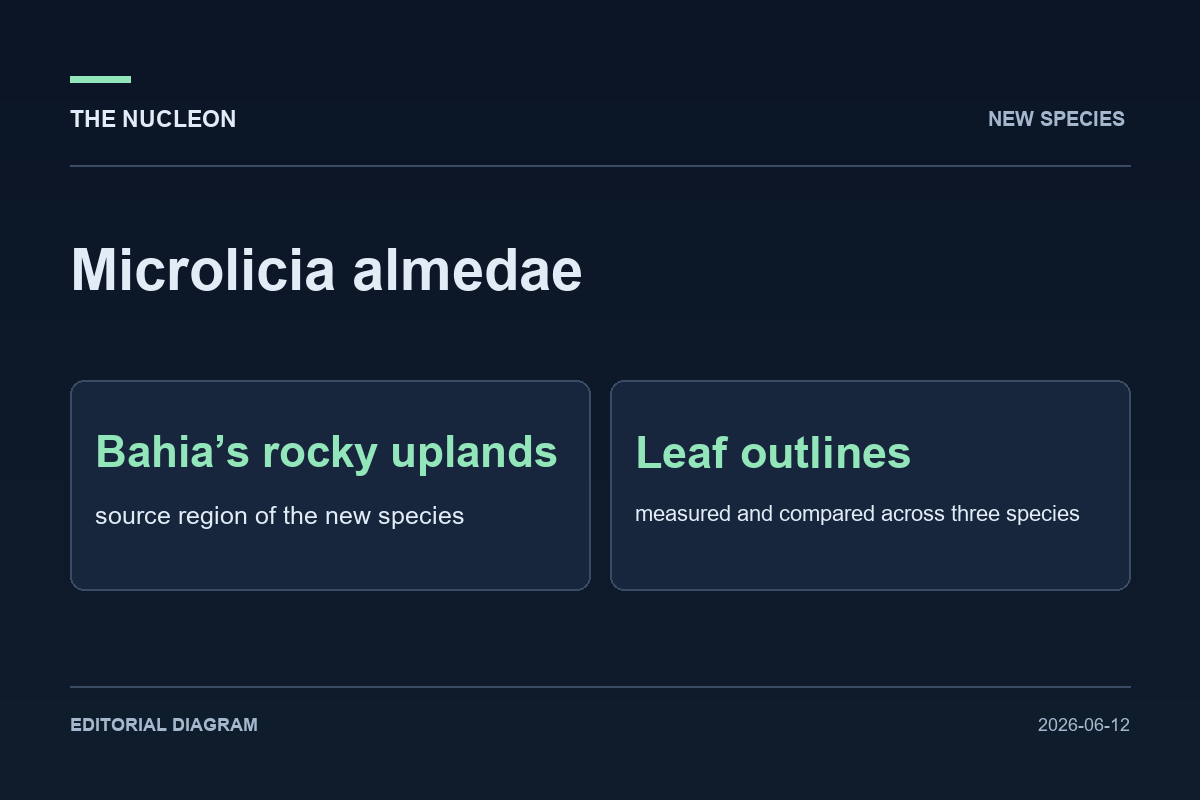 THE NUCLEON
NEW SPECIES
Microlicia almedae
Bahia’s rocky uplands
source region of the new species
Leaf outlines
measured and compared across three species
EDITORIAL DIAGRAM
2026-06-12